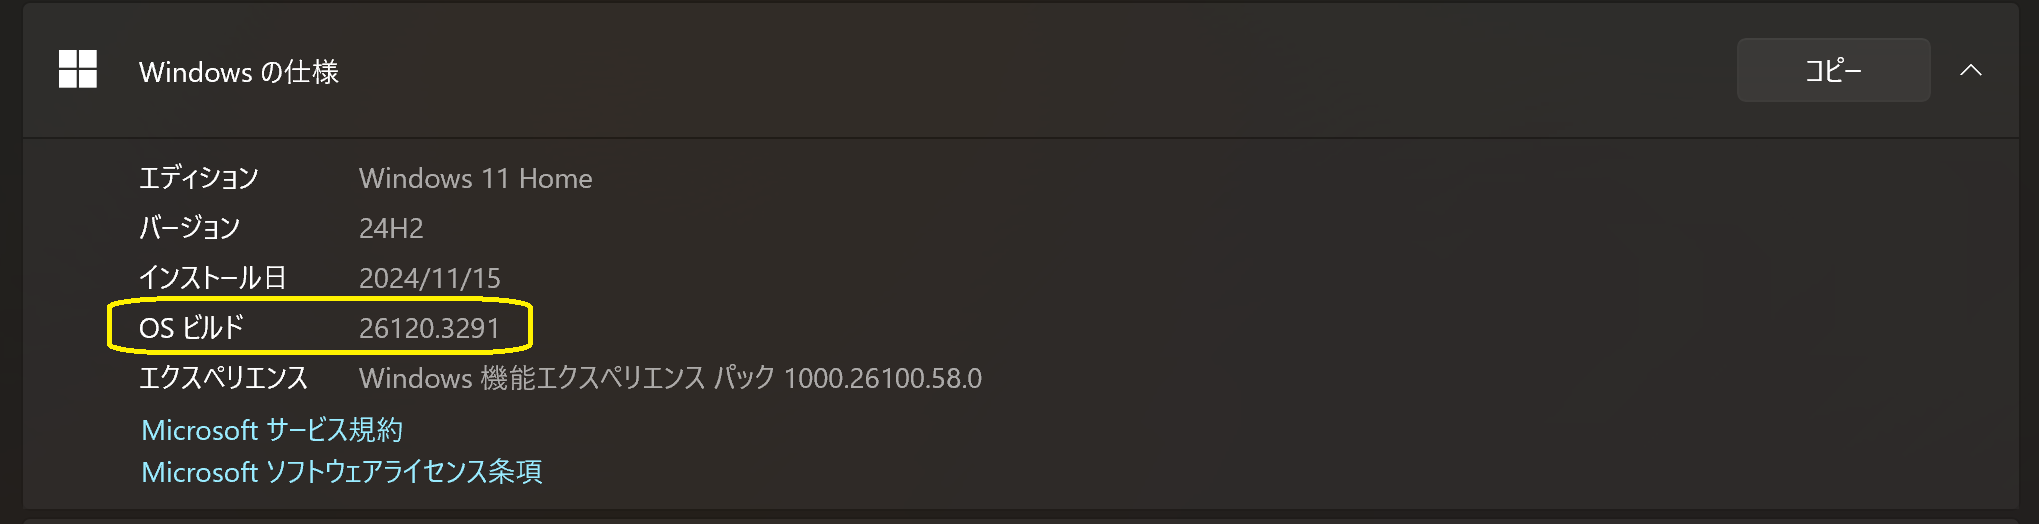 Windows の仕様
コピー
エディション Windows 11 Home
バージョン 24H2
インストール日 2024/11/15
OS ビルド 26120.3291
エクスペリエンス Windows 機能エクスペリエンス パック 1000.26100.58.0
Microsoft サービス規約
Microsoft ソフトウェアライセンス条項